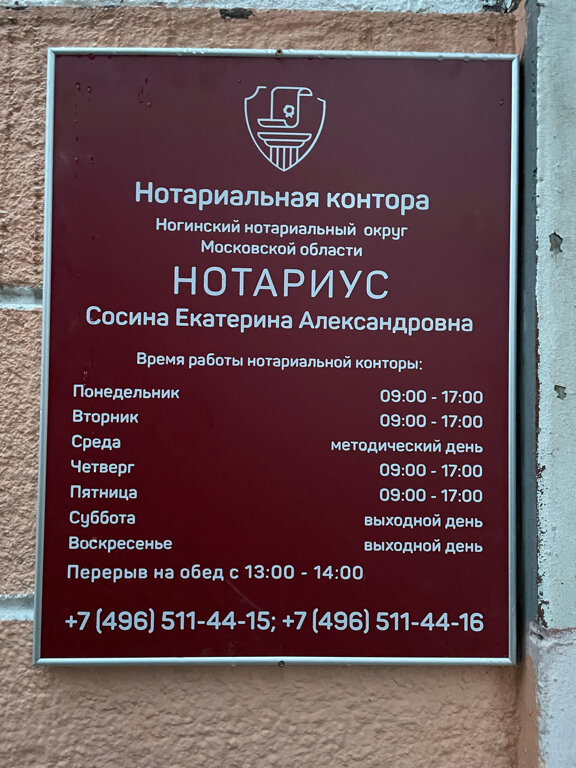 Нотариальная контора
Ногинский нотариальный округ
Московской области
НОТАРИУС
Сосина Екатерина Александровна
Время работы нотариальной конторы:
Понедельник 09:00 - 17:00
Вторник 09:00 - 17:00
Среда методический день
Четверг 09:00 - 17:00
Пятница 09:00 - 17:00
Суббота выходной день
Воскресенье выходной день
Перерыв на обед с 13:00 - 14:00
+7 (496) 511-44-15; +7 (496) 511-44-16